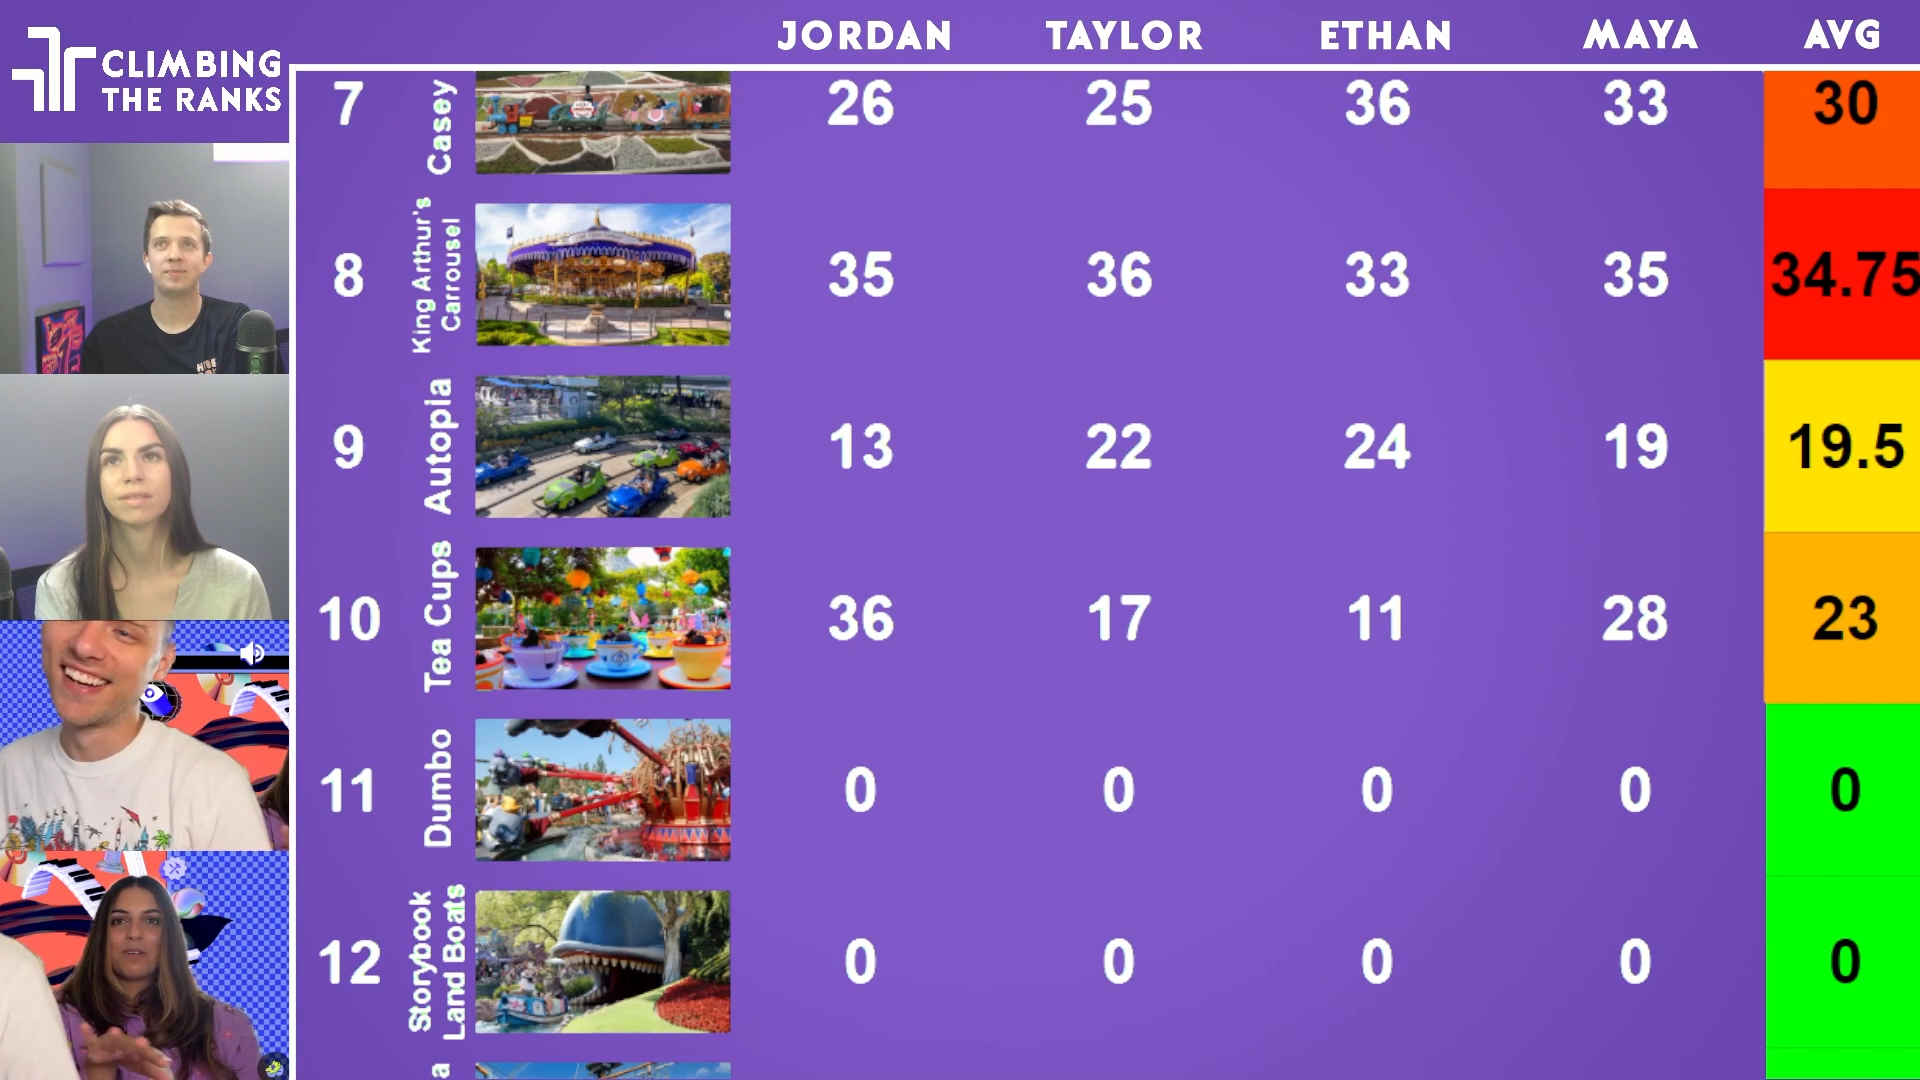 CLIMBING
THE RANKS
JORDAN TAYLOR ETHAN MAYA AVG
7 Casey 26 25 36 33 30
8 King Arthur's
Carrousel 35 36 33 35 34.75
9 Autopia 13 22 24 19 19.5
10 Tea Cups 36 17 11 28 23
11 Dumbo 0 0 0 0 0
12 Storybook
Land Boats 0 0 0 0 0
a